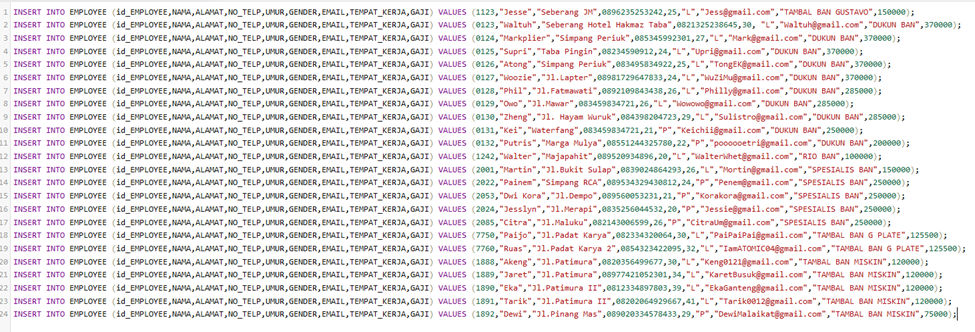 1 INSERT INTO EMPLOYEE (id_EMPLOYEE,NAMA,ALAMAT,NO_TELP,UMUR,GENDER,EMAIL,TEMPAT_KERJA,GAJI) VALUES (1123,"Jesse","Seberang JM",0896235253242,25,"L","Jess@gmail.com","TAMBAL BAN GUSTAVO",150000);
2 INSERT INTO EMPLOYEE (id_EMPLOYEE,NAMA,ALAMAT,NO_TELP,UMUR,GENDER,EMAIL,TEMPAT_KERJA,GAJI) VALUES (0123,"Waltuh","Seberang Hotel Hakmaz Taba",0821325238645,30, "L","Waltuh@gmail.com","DUKUN BAN",370000);
3 INSERT INTO EMPLOYEE (id_EMPLOYEE,NAMA,ALAMAT,NO_TELP,UMUR,GENDER,EMAIL,TEMPAT_KERJA,GAJI) VALUES (0124,"Markplier","Simpang Periuk",085345992301,27,"L","Mark@gmail.com","DUKUN BAN",370000);
4 INSERT INTO EMPLOYEE (id_EMPLOYEE,NAMA,ALAMAT,NO_TELP,UMUR,GENDER,EMAIL,TEMPAT_KERJA,GAJI) VALUES (0125,"Supri","Taba Pingin",08234590912,24,"L","Upri@gmail.com","DUKUN BAN",370000);
5 INSERT INTO EMPLOYEE (id_EMPLOYEE,NAMA,ALAMAT,NO_TELP,UMUR,GENDER,EMAIL,TEMPAT_KERJA,GAJI) VALUES (0126,"Atong","Simpang Periuk",083495834922,25,"L","TongEK@gmail.com","DUKUN BAN",370000);
6 INSERT INTO EMPLOYEE (id_EMPLOYEE,NAMA,ALAMAT,NO_TELP,UMUR,GENDER,EMAIL,TEMPAT_KERJA,GAJI) VALUES (0127,"Woozie","Jl.Lapter",08981729647833,24,"L","WuZiMu@gmail.com","DUKUN BAN",370000);
7 INSERT INTO EMPLOYEE (id_EMPLOYEE,NAMA,ALAMAT,NO_TELP,UMUR,GENDER,EMAIL,TEMPAT_KERJA,GAJI) VALUES (0128,"Phil","Jl.Fatmawati",0892109843438,26,"L","Philly@gmail.com","DUKUN BAN",285000);
8 INSERT INTO EMPLOYEE (id_EMPLOYEE,NAMA,ALAMAT,NO_TELP,UMUR,GENDER,EMAIL,TEMPAT_KERJA,GAJI) VALUES (0129,"Owo","Jl.Mawar",083459834721,26,"L","Wowowo@gmail.com","DUKUN BAN",285000);
9 INSERT INTO EMPLOYEE (id_EMPLOYEE,NAMA,ALAMAT,NO_TELP,UMUR,GENDER,EMAIL,TEMPAT_KERJA,GAJI) VALUES (0130,"Zheng","Jl. Hayam Wuruk",084398204723,29,"L","Sulistro@gmail.com","DUKUN BAN",285000);
10 INSERT INTO EMPLOYEE (id_EMPLOYEE,NAMA,ALAMAT,NO_TELP,UMUR,GENDER,EMAIL,TEMPAT_KERJA,GAJI) VALUES (0131,"Kei","Waterfang",083459834721,21,"P","Keichii@gmail.com","DUKUN BAN",250000);
11 INSERT INTO EMPLOYEE (id_EMPLOYEE,NAMA,ALAMAT,NO_TELP,UMUR,GENDER,EMAIL,TEMPAT_KERJA,GAJI) VALUES (0132,"Putris","Marga Mulya",08551244325780,22,"P","poooooetri@gmail.com","DUKUN BAN",200000);
12 INSERT INTO EMPLOYEE (id_EMPLOYEE,NAMA,ALAMAT,NO_TELP,UMUR,GENDER,EMAIL,TEMPAT_KERJA,GAJI) VALUES (1242,"Walter","Majapahit",089520934896,20,"L","WalterWhet@gmail.com","RIO BAN",100000);
13 INSERT INTO EMPLOYEE (id_EMPLOYEE,NAMA,ALAMAT,NO_TELP,UMUR,GENDER,EMAIL,TEMPAT_KERJA,GAJI) VALUES (2001,"Martin","Jl.Bukit Sulap",0839024864293,26,"L","Mortin@gmail.com","SPESIALIS BAN",150000);
14 INSERT INTO EMPLOYEE (id_EMPLOYEE,NAMA,ALAMAT,NO_TELP,UMUR,GENDER,EMAIL,TEMPAT_KERJA,GAJI) VALUES (2022,"Painem","Simpang RCA",0895344329430812,24,"P","Penem@gmail.com","SPESIALIS BAN",250000);
15 INSERT INTO EMPLOYEE (id_EMPLOYEE,NAMA,ALAMAT,NO_TELP,UMUR,GENDER,EMAIL,TEMPAT_KERJA,GAJI) VALUES (2053,"Dwi Kora","Jl.Dempo",089560053231,21,"P","Korakora@gmail.com","SPESIALIS BAN",250000);
16 INSERT INTO EMPLOYEE (id_EMPLOYEE,NAMA,ALAMAT,NO_TELP,UMUR,GENDER,EMAIL,TEMPAT_KERJA,GAJI) VALUES (2024,"Jesslyn","Jl.Merapi",0835256044532,20,"P","Jessie@gmail.com","SPESIALIS BAN",250000);
17 INSERT INTO EMPLOYEE (id_EMPLOYEE,NAMA,ALAMAT,NO_TELP,UMUR,GENDER,EMAIL,TEMPAT_KERJA,GAJI) VALUES (2085,"Citra","Jl.Maluku",082143006599,26,"P","CitraUm@gmail.com","SPESIALIS BAN",250000);
18 INSERT INTO EMPLOYEE (id_EMPLOYEE,NAMA,ALAMAT,NO_TELP,UMUR,GENDER,EMAIL,TEMPAT_KERJA,GAJI) VALUES (7750,"Paijo","Jl.Padat Karya",082334320064,30,"L","PaiPaiPai@gmail.com","TAMBAL BAN G PLATE",125500);
19 INSERT INTO EMPLOYEE (id_EMPLOYEE,NAMA,ALAMAT,NO_TELP,UMUR,GENDER,EMAIL,TEMPAT_KERJA,GAJI) VALUES (7760,"Ruas","Jl.Padat Karya 2",0854323422095,32,"L","IamATOMIC04@gmail.com","TAMBAL BAN G PLATE",125500);
20 INSERT INTO EMPLOYEE (id_EMPLOYEE,NAMA,ALAMAT,NO_TELP,UMUR,GENDER,EMAIL,TEMPAT_KERJA,GAJI) VALUES (1888,"Akeng","Jl.Patimura",0820356499677,30,"L","Keng0121@gmail.com","TAMBAL BAN MISKIN",120000);
21 INSERT INTO EMPLOYEE (id_EMPLOYEE,NAMA,ALAMAT,NO_TELP,UMUR,GENDER,EMAIL,TEMPAT_KERJA,GAJI) VALUES (1889,"Jaret","Jl.Patimura",08977421052301,34,"L","KaretBusuk@gmail.com","TAMBAL BAN MISKIN",120000);
22 INSERT INTO EMPLOYEE (id_EMPLOYEE,NAMA,ALAMAT,NO_TELP,UMUR,GENDER,EMAIL,TEMPAT_KERJA,GAJI) VALUES (1890,"Eka","Jl.Patimura II",0812334897803,39,"L","EkaGanteng@gmail.com","TAMBAL BAN MISKIN",120000);
23 INSERT INTO EMPLOYEE (id_EMPLOYEE,NAMA,ALAMAT,NO_TELP,UMUR,GENDER,EMAIL,TEMPAT_KERJA,GAJI) VALUES (1891,"Tarik","Jl.Patimura II",08202064929667,41,"L","Tarik0012@gmail.com","TAMBAL BAN MISKIN",120000);
24 INSERT INTO EMPLOYEE (id_EMPLOYEE,NAMA,ALAMAT,NO_TELP,UMUR,GENDER,EMAIL,TEMPAT_KERJA,GAJI) VALUES (1892,"Dewi","Jl.Pinang Mas",089020334578433,29,"P","DewiMalaikat@gmail.com","TAMBAL BAN MISKIN",75000);